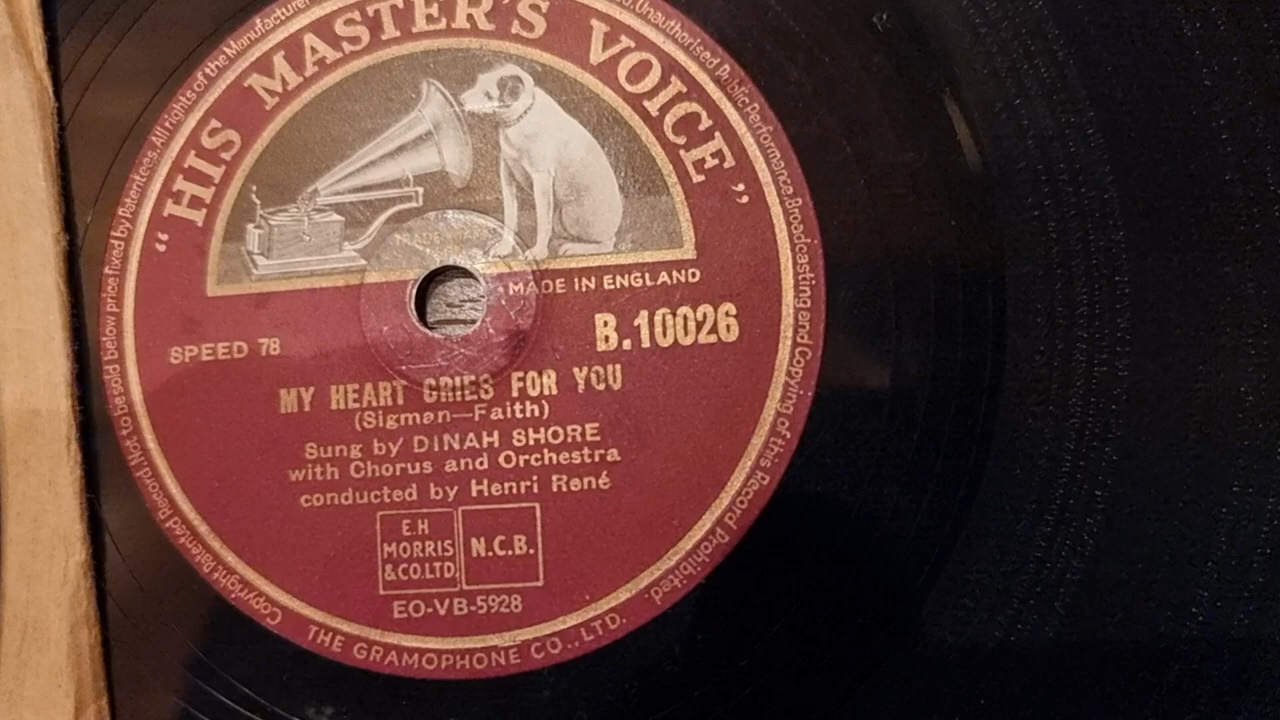 Copyright Patented Record. Not to be sold below price fixed by Patentees. All rights of the Manufacturer
Unauthorised Public Performance. Broadcasting and Copying of this Record Prohibited.
“HIS MASTER'S VOICE”
MADE IN ENGLAND
SPEED 78
B.10026
MY HEART CRIES FOR YOU
(Sigman—Faith)
Sung by DINAH SHORE
with Chorus and Orchestra
conducted by Henri René
E.H
MORRIS
& CO.LTD.
N.C.B.
EO-VB-5928
THE GRAMOPHONE CO., LTD.